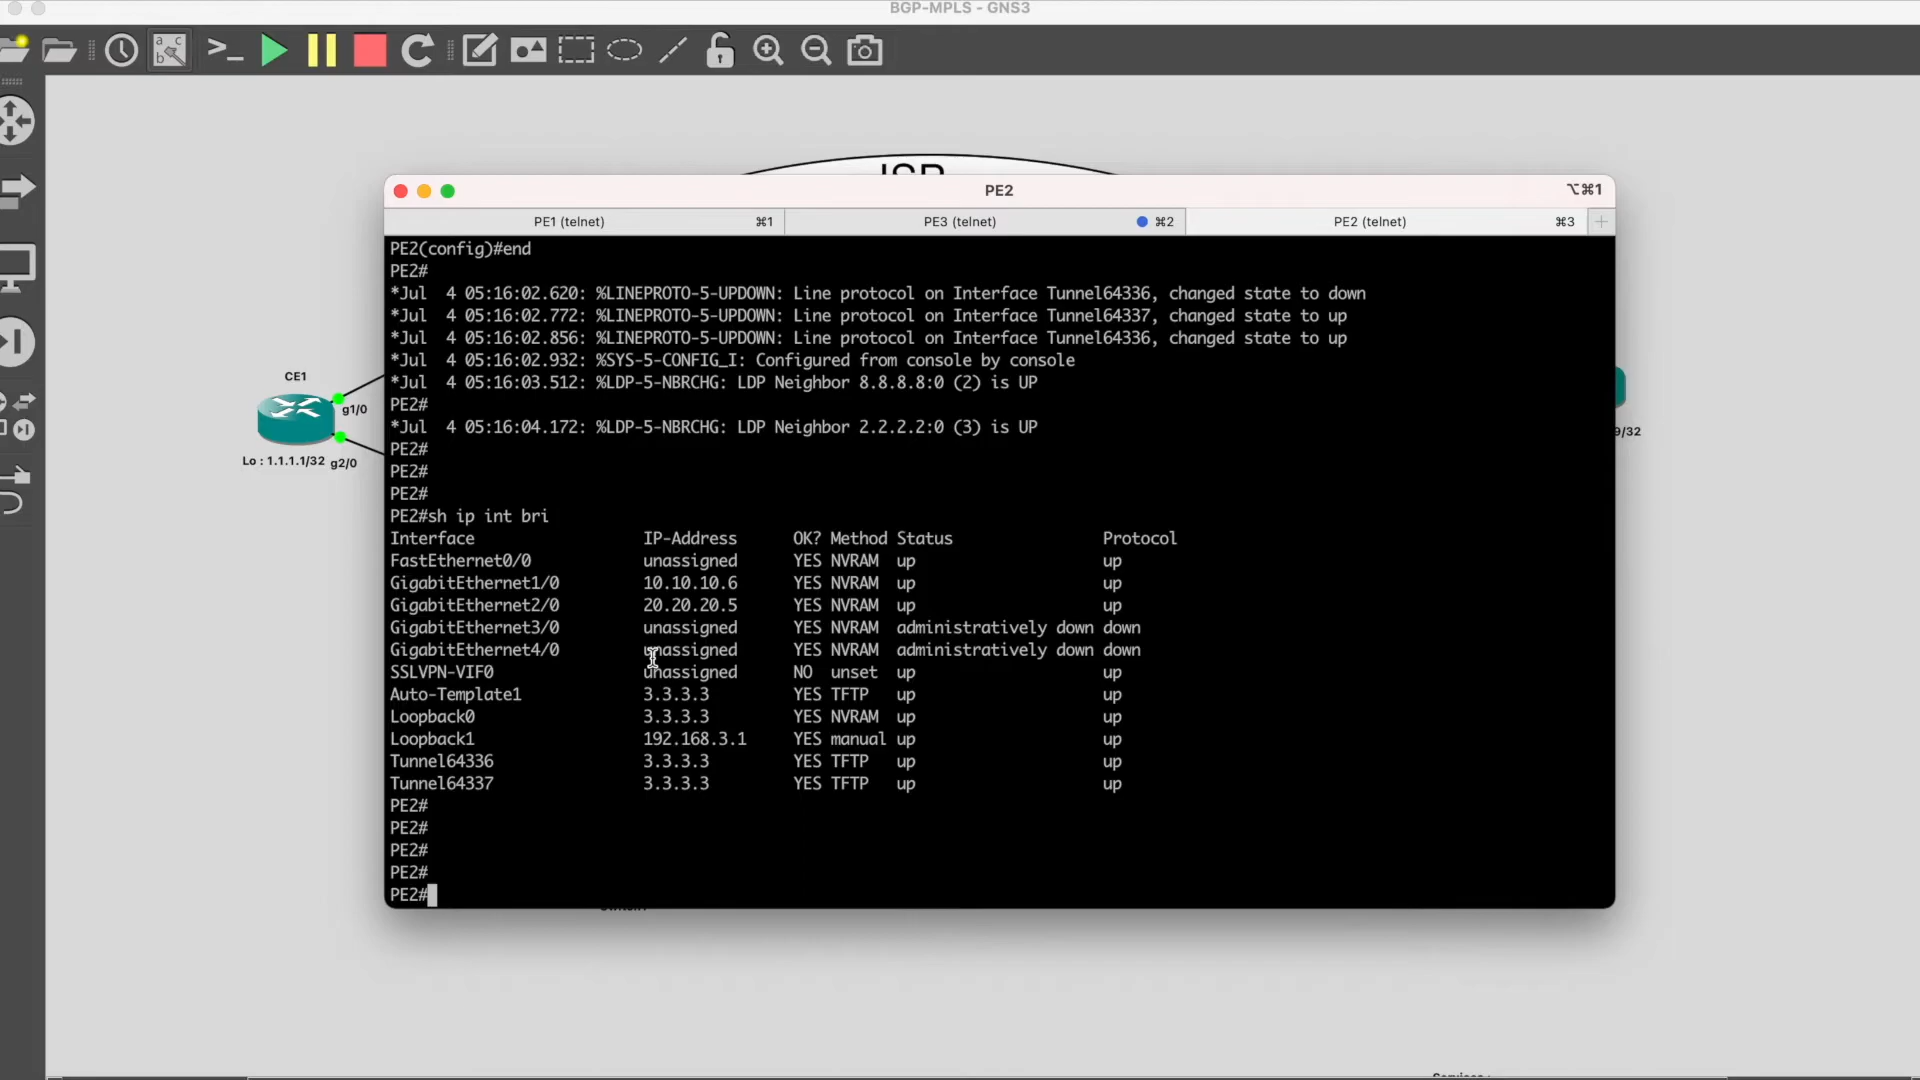 BGP-MPLS - GNS3
PE2
⌥⌘1
PE1 (telnet) ⌘1 PE3 (telnet) ⌘2 PE2 (telnet) ⌘3
PE2(config)#end
PE2#
*Jul  4 05:16:02.620: %LINEPROTO-5-UPDOWN: Line protocol on Interface Tunnel64336, changed state to down
*Jul  4 05:16:02.772: %LINEPROTO-5-UPDOWN: Line protocol on Interface Tunnel64337, changed state to up
*Jul  4 05:16:02.856: %LINEPROTO-5-UPDOWN: Line protocol on Interface Tunnel64336, changed state to up
*Jul  4 05:16:02.932: %SYS-5-CONFIG_I: Configured from console by console
*Jul  4 05:16:03.512: %LDP-5-NBRCHG: LDP Neighbor 8.8.8.8:0 (2) is UP
PE2#
*Jul  4 05:16:04.172: %LDP-5-NBRCHG: LDP Neighbor 2.2.2.2:0 (3) is UP
PE2#
PE2#
PE2#
PE2#sh ip int bri
Interface IP-Address OK? Method Status Protocol
FastEthernet0/0 unassigned YES NVRAM up up
GigabitEthernet1/0 10.10.10.6 YES NVRAM up up
GigabitEthernet2/0 20.20.20.5 YES NVRAM up up
GigabitEthernet3/0 unassigned YES NVRAM administratively down down
GigabitEthernet4/0 unassigned YES NVRAM administratively down down
SSLVPN-VIF0 unassigned NO unset up up
Auto-Template1 3.3.3.3 YES TFTP up up
Loopback0 3.3.3.3 YES NVRAM up up
Loopback1 192.168.3.1 YES manual up up
Tunnel64336 3.3.3.3 YES TFTP up up
Tunnel64337 3.3.3.3 YES TFTP up up
PE2#
PE2#
PE2#
PE2#
PE2#
CE1
g1/0
Lo : 1.1.1.1/32 g2/0
9/32
ISP